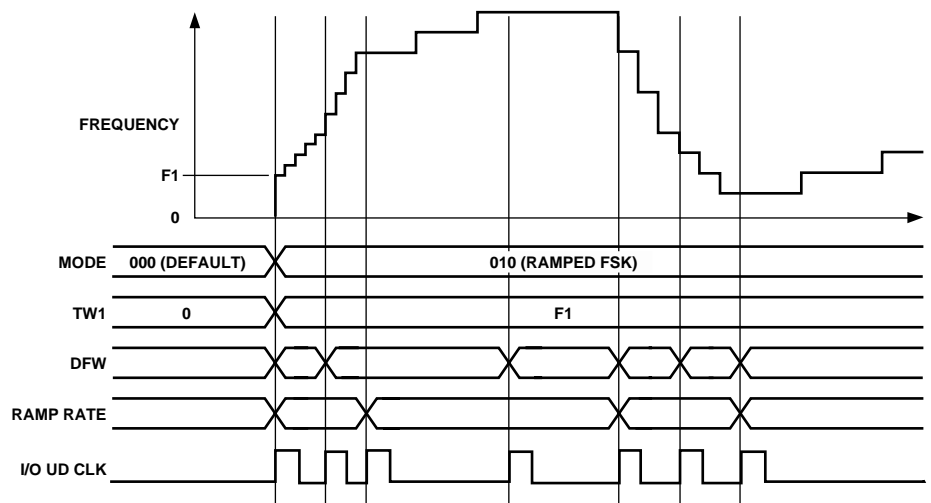 FREQUENCY
F1
0
MODE 000 (DEFAULT) 010 (RAMPED FSK)
TW1 0 F1
DFW
RAMP RATE
I/O UD CLK